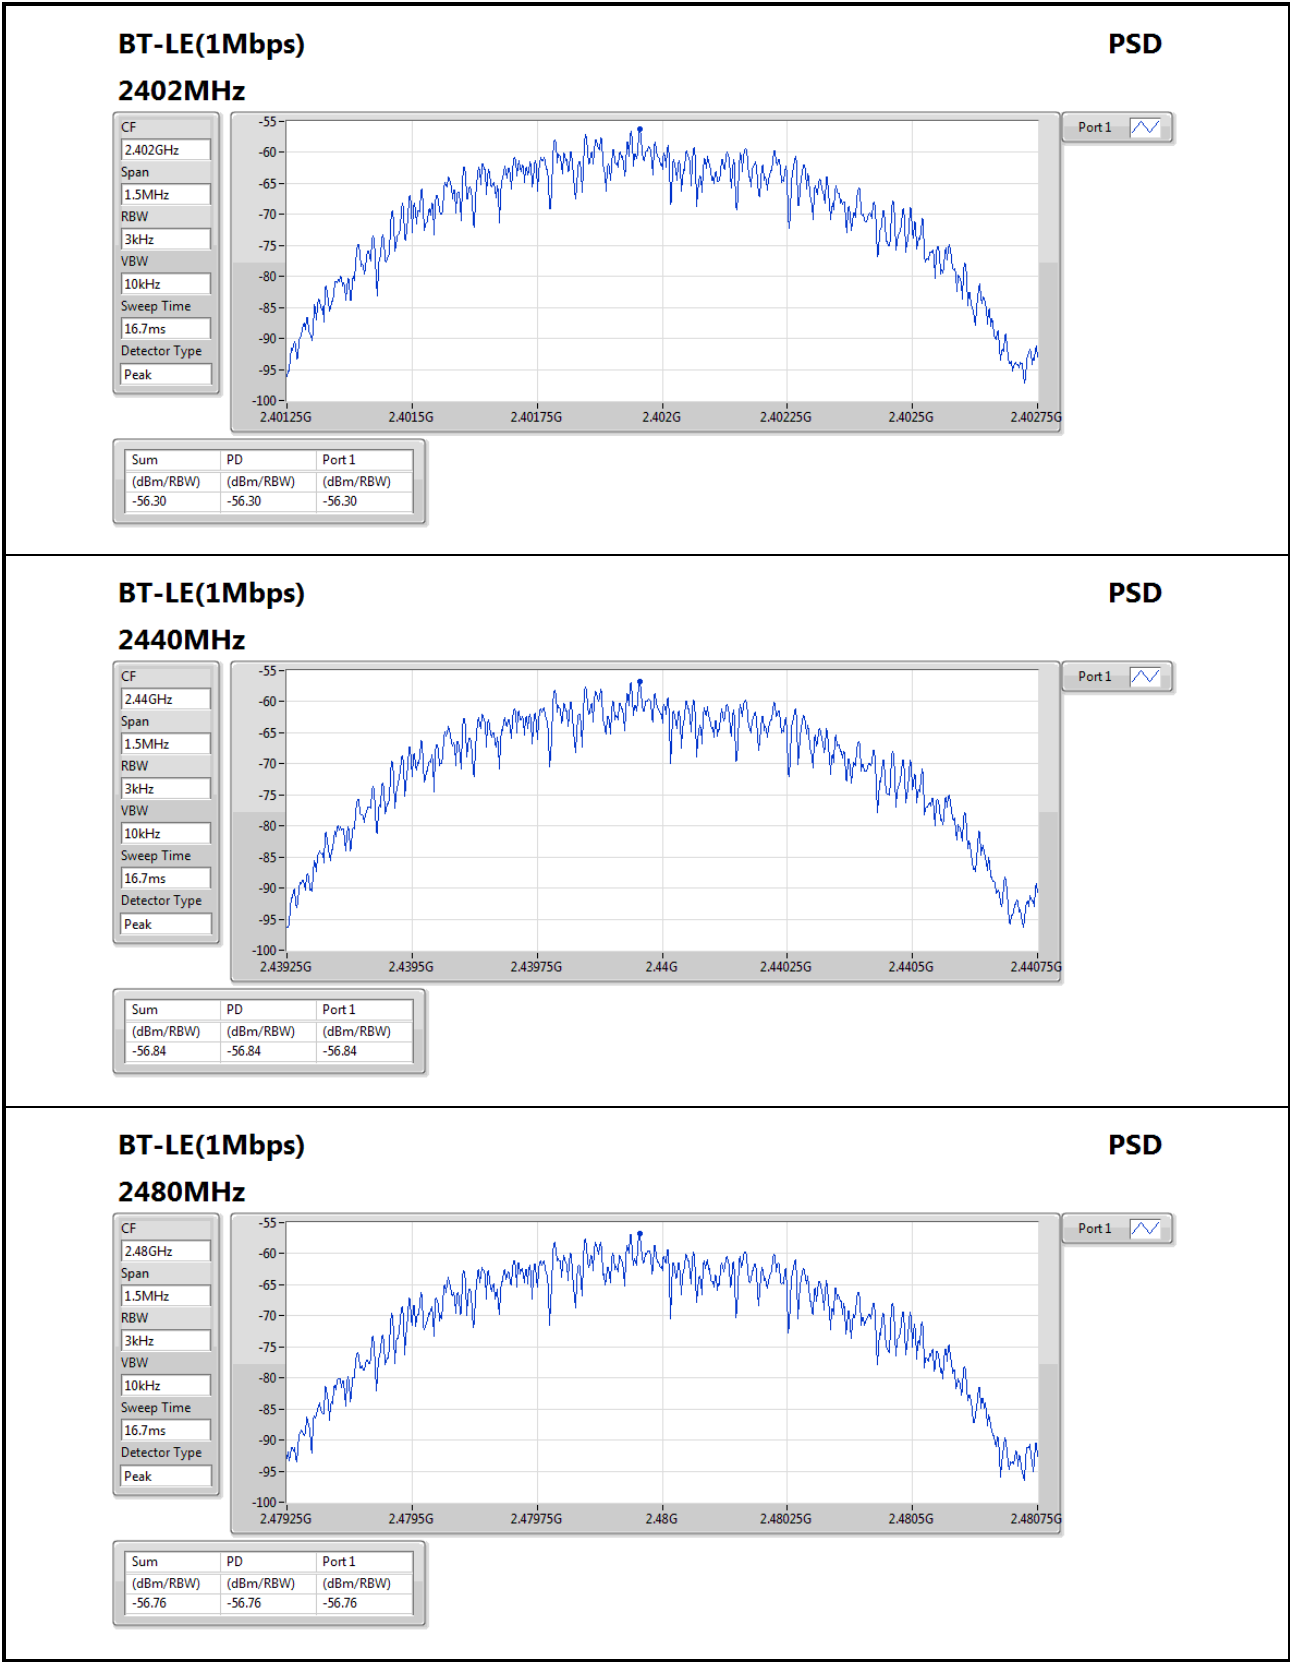 BT-LE(1Mbps) PSD
2402MHz
CF
2.402GHz
Span
1.5MHz
RBW
3kHz
VBW
10kHz
Sweep Time
16.7ms
Detector Type
Peak
-55
-60
-65
-70
-75
-80
-85
-90
-95
-100
2.40125G 2.4015G 2.40175G 2.402G 2.40225G 2.4025G 2.40275G
Port 1
Sum PD Port 1
(dBm/RBW) (dBm/RBW) (dBm/RBW)
-56.30 -56.30 -56.30
BT-LE(1Mbps) PSD
2440MHz
CF
2.44GHz
Span
1.5MHz
RBW
3kHz
VBW
10kHz
Sweep Time
16.7ms
Detector Type
Peak
-55
-60
-65
-70
-75
-80
-85
-90
-95
-100
2.43925G 2.4395G 2.43975G 2.44G 2.44025G 2.4405G 2.44075G
Port 1
Sum PD Port 1
(dBm/RBW) (dBm/RBW) (dBm/RBW)
-56.84 -56.84 -56.84
BT-LE(1Mbps) PSD
2480MHz
CF
2.48GHz
Span
1.5MHz
RBW
3kHz
VBW
10kHz
Sweep Time
16.7ms
Detector Type
Peak
-55
-60
-65
-70
-75
-80
-85
-90
-95
-100
2.47925G 2.4795G 2.47975G 2.48G 2.48025G 2.4805G 2.48075G
Port 1
Sum PD Port 1
(dBm/RBW) (dBm/RBW) (dBm/RBW)
-56.76 -56.76 -56.76